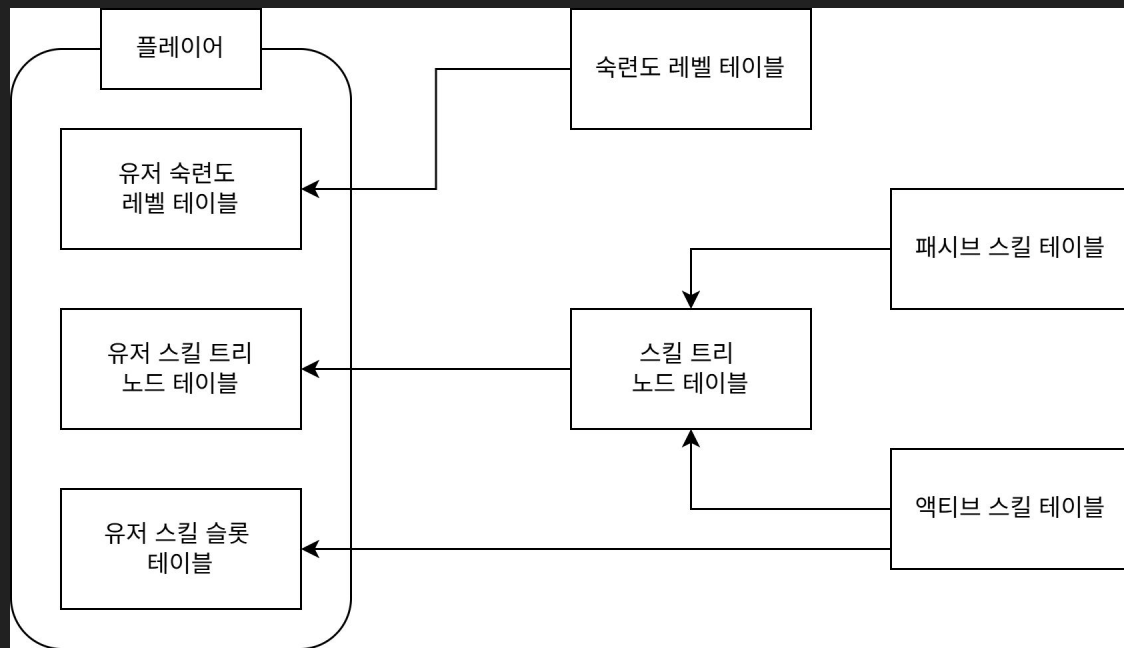 플레이어
숙련도 레벨 테이블
유저 숙련도
레벨 테이블
패시브 스킬 테이블
유저 스킬 트리
노드 테이블
스킬 트리
노드 테이블
유저 스킬 슬롯
테이블
액티브 스킬 테이블